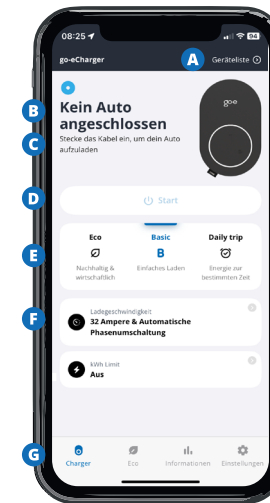 08:25
94
go-eCharger
A
Geräteliste
go-e
B
Kein Auto
angeschlossen
C
Stecke das Kabel ein, um dein Auto
aufzuladen
D
Start
Eco
Basic
Daily trip
E
B
Nachhaltig &
wirtschaftlich
Einfaches Laden
Energie zur
bestimmten Zeit
F
Ladegeschwindigkeit
32 Ampere & Automatische
Phasenumschaltung
kWh Limit
Aus
G
Charger
Eco
Informationen
Einstellungen